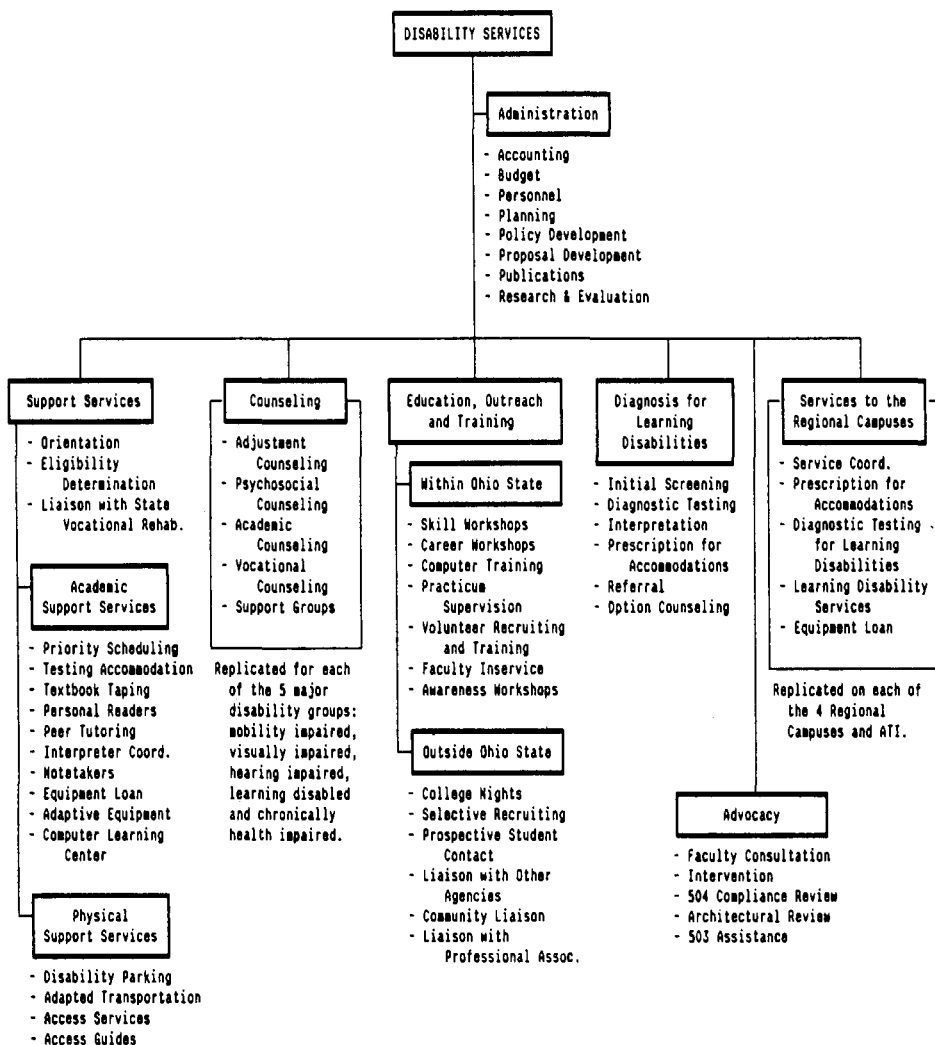 DISABILITY SERVICES
Administration
- Accounting
- Budget
- Personnel
- Planning
- Policy Development
- Proposal Development
- Publications
- Research & Evaluation
Support Services
- Orientation
- Eligibility
Determination
- Liaison with State
Vocational Rehab.
Academic
Support Services
- Priority Scheduling
- Testing Accommodation
- Textbook Taping
- Personal Readers
- Peer Tutoring
- Interpreter Coord.
- Notetakers
- Equipment Loan
- Adaptive Equipment
- Computer Learning
Center
Physical
Support Services
- Disability Parking
- Adapted Transportation
- Access Services
- Access Guides
Counseling
- Adjustment
Counseling
- Psychosocial
Counseling
- Academic
Counseling
- Vocational
Counseling
- Support Groups
Replicated for each
of the 5 major
disability groups:
mobility impaired,
visually impaired,
hearing impaired,
learning disabled
and chronically
health impaired.
Education, Outreach
and Training
Within Ohio State
- Skill Workshops
- Career Workshops
- Computer Training
- Practicum
Supervision
- Volunteer Recruiting
and Training
- Faculty Inservice
- Awareness Workshops
Outside Ohio State
- College Nights
- Selective Recruiting
- Prospective Student
Contact
- Liaison with Other
Agencies
- Community Liaison
- Liaison with
Professional Assoc.
Diagnosis for
Learning
Disabilities
- Initial Screening
- Diagnostic Testing
- Interpretation
- Prescription for
Accommodations
- Referral
- Option Counseling
Services to the
Regional Campuses
- Service Coord.
- Prescription for
Accommodations
- Diagnostic Testing
for Learning
Disabilities
- Learning Disability
Services
- Equipment Loan
Replicated on each of
the 4 Regional
Campuses and ATI.
Advocacy
- Faculty Consultation
- Intervention
- 504 Compliance Review
- Architectural Review
- 503 Assistance